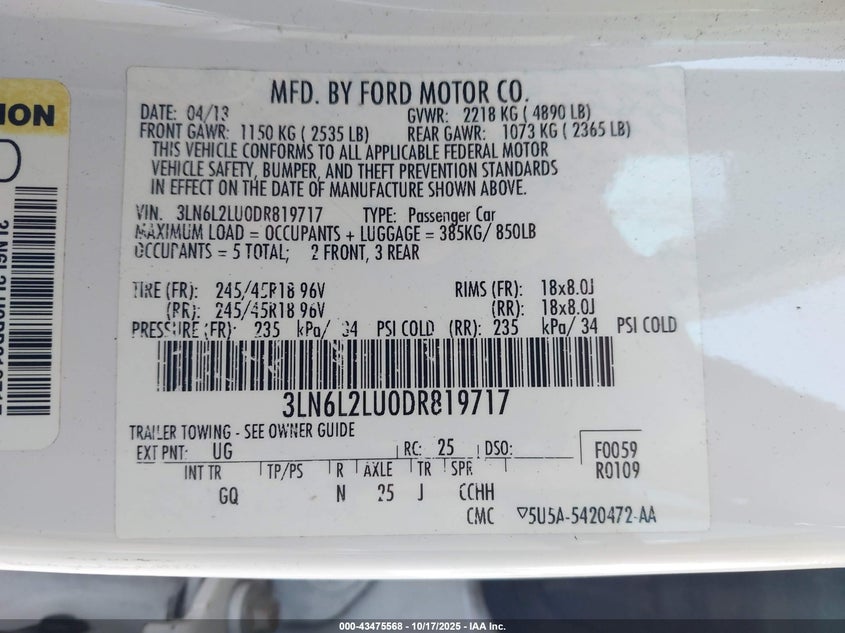 ION
MFD. BY FORD MOTOR CO.
DATE: 04/13 GVWR: 2218 KG ( 4890 LB)
FRONT GAWR: 1150 KG ( 2535 LB) REAR GAWR: 1073 KG ( 2365 LB)
THIS VEHICLE CONFORMS TO ALL APPLICABLE FEDERAL MOTOR
VEHICLE SAFETY, BUMPER, AND THEFT PREVENTION STANDARDS
IN EFFECT ON THE DATE OF MANUFACTURE SHOWN ABOVE.
VIN: 3LN6L2LU0DR819717 TYPE: Passenger Car
MAXIMUM LOAD = OCCUPANTS + LUGGAGE = 385KG/ 850LB
OCCUPANTS = 5 TOTAL; 2 FRONT, 3 REAR
TIRE (FR): 245/45R18 96V RIMS (FR): 18x8.0J
(RR): 245/45R18 96V (RR): 18x8.0J
PRESSURE (FR): 235 kPa/ 34 PSI COLD (RR): 235 kPa/ 34 PSI COLD
3LN6L2LU0DR819717
TRAILER TOWING - SEE OWNER GUIDE
EXT PNT: UG RC: 25 DSO: F0059
INT TR TP/PS R AXLE TR SPR R0109
GQ N 25 J CCHH
CMC ▽5U5A-5420472-AA
000-43475568 - 10/17/2025 - IAA Inc.